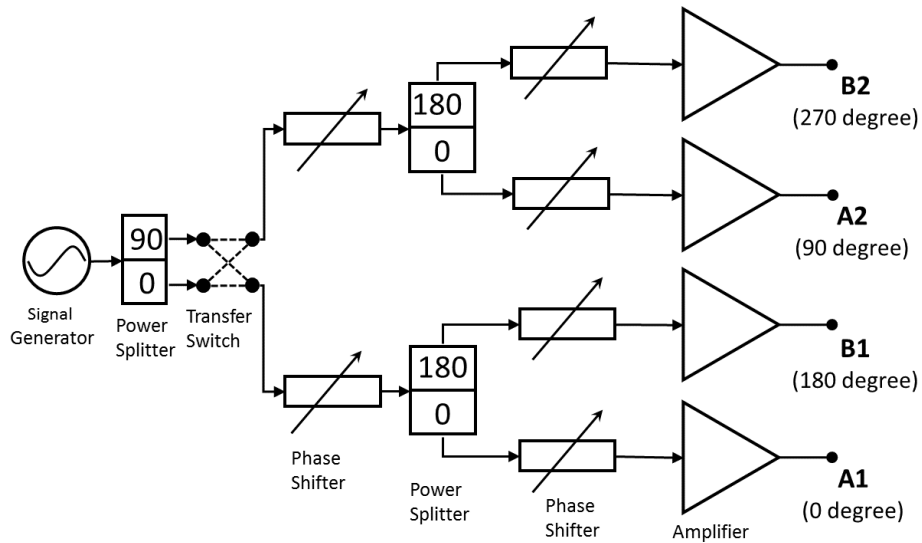 180
0
B2
(270 degree)
A2
(90 degree)
90
0
Signal
Generator
Power
Splitter
Transfer
Switch
180
0
B1
(180 degree)
A1
(0 degree)
Phase
Shifter
Power
Splitter
Phase
Shifter
Amplifier